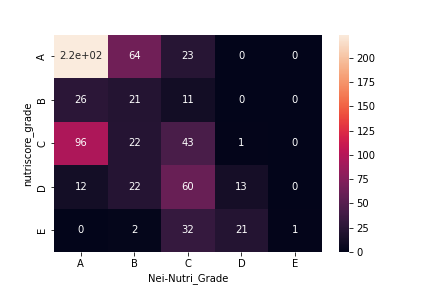 A 2.2e+02 64 23 0 0
B 26 21 11 0 0
C 96 22 43 1 0
D 12 22 60 13 0
E 0 2 32 21 1
A B C D E
Nei-Nutri_Grade
nutriscore_grade
200
175
150
125
100
75
50
25
0